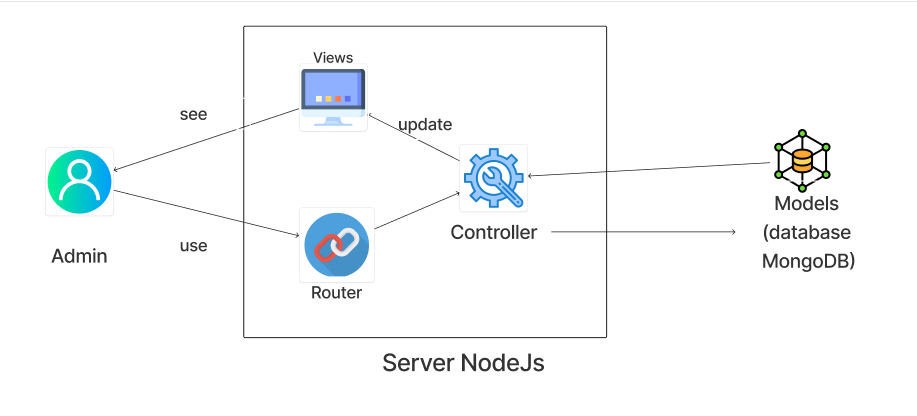 Views
see
update
Admin
use
Router
Controller
Models
(database
MongoDB)
Server NodeJs